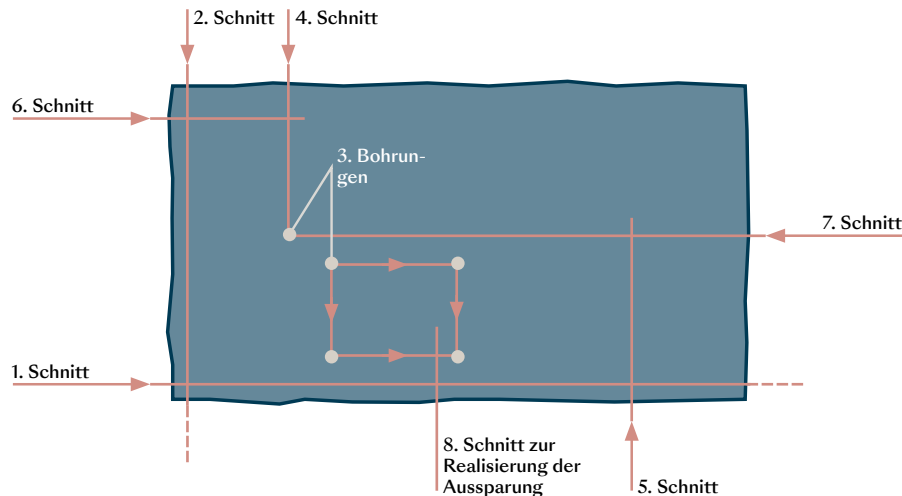 2. Schnitt
4. Schnitt
6. Schnitt
3. Bohrun-
gen
7. Schnitt
1. Schnitt
8. Schnitt zur
Realisierung der
Aussparung
5. Schnitt